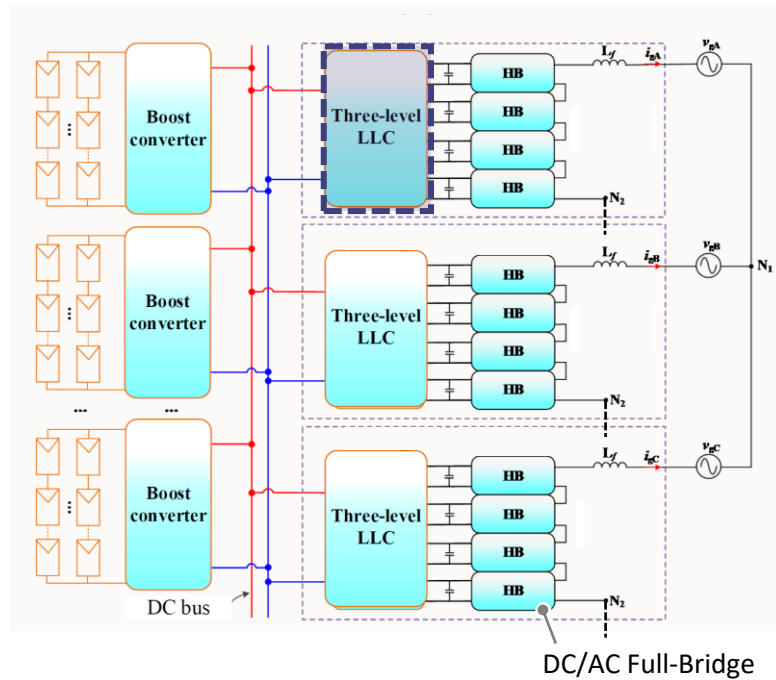 Boost
converter
Three-level
LLC
HB
HB
HB
HB
L_f
i_gA
v_gA
N_2
...
Boost
converter
Three-level
LLC
HB
HB
HB
HB
L_f
i_gB
v_gB
N_1
N_2
...
... ...
Boost
converter
Three-level
LLC
HB
HB
HB
HB
L_f
i_gC
v_gC
N_2
...
DC bus
DC/AC Full-Bridge